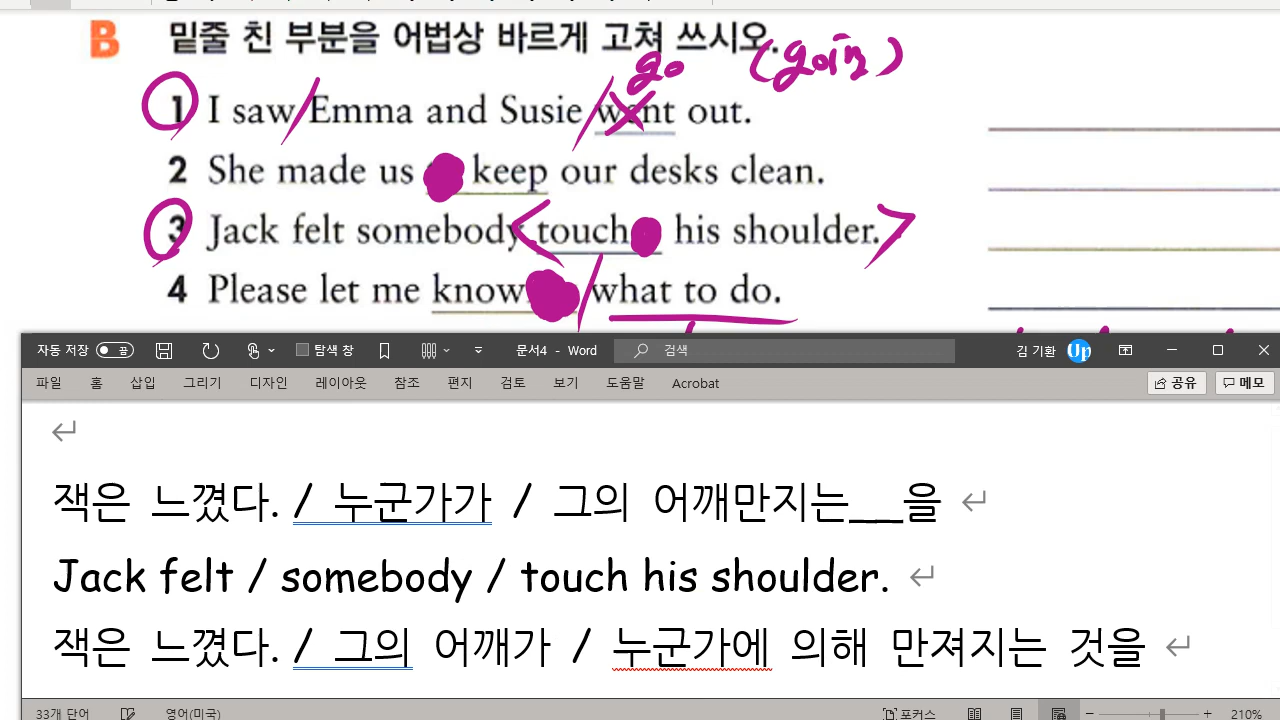 B 밑줄 친 부분을 어법상 바르게 고쳐 쓰시오.
go (going)
1 I saw/Emma and Susie/went out.
2 She made us keep our desks clean.
3 Jack felt somebody<touch his shoulder.>
4 Please let me know/what to do.
자동 저장 끔 탐색 창 문서4 - Word 검색 김 기환 Up
파일 홈 삽입 그리기 디자인 레이아웃 참조 편지 검토 보기 도움말 Acrobat 공유 메모
잭은 느꼈다. / 누군가가 / 그의 어깨만지는__을
Jack felt / somebody / touch his shoulder.
잭은 느꼈다. / 그의 어깨가 / 누군가에 의해 만져지는 것을
33개 단어 영어(미국) 포커스 210%